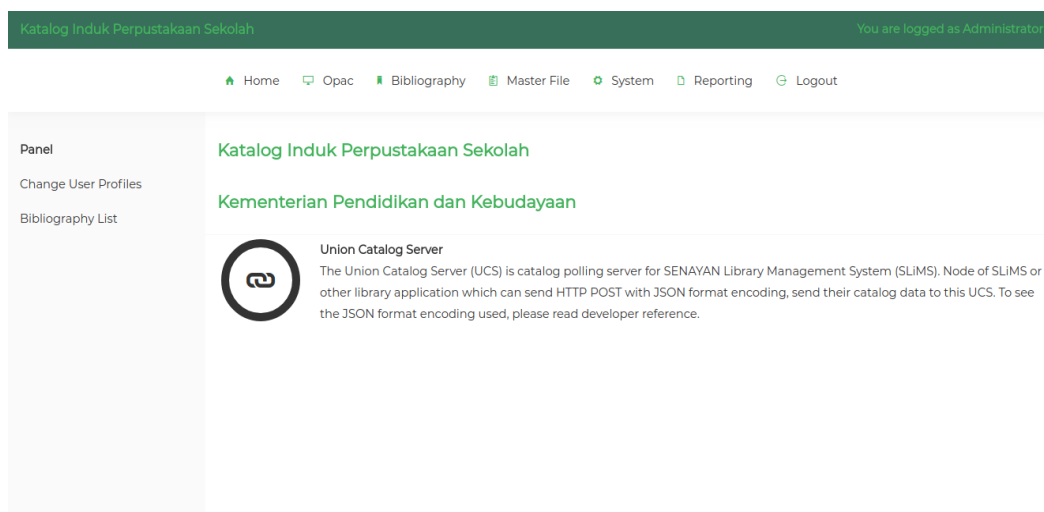 Katalog Induk Perpustakaan Sekolah
You are logged as Administrator
Home Opac Bibliography Master File System Reporting Logout
Panel
Change User Profiles
Bibliography List
Katalog Induk Perpustakaan Sekolah
Kementerian Pendidikan dan Kebudayaan
Union Catalog Server
The Union Catalog Server (UCS) is catalog polling server for SENAYAN Library Management System (SLiMS). Node of SLiMS or
other library application which can send HTTP POST with JSON format encoding, send their catalog data to this UCS. To see
the JSON format encoding used, please read developer reference.